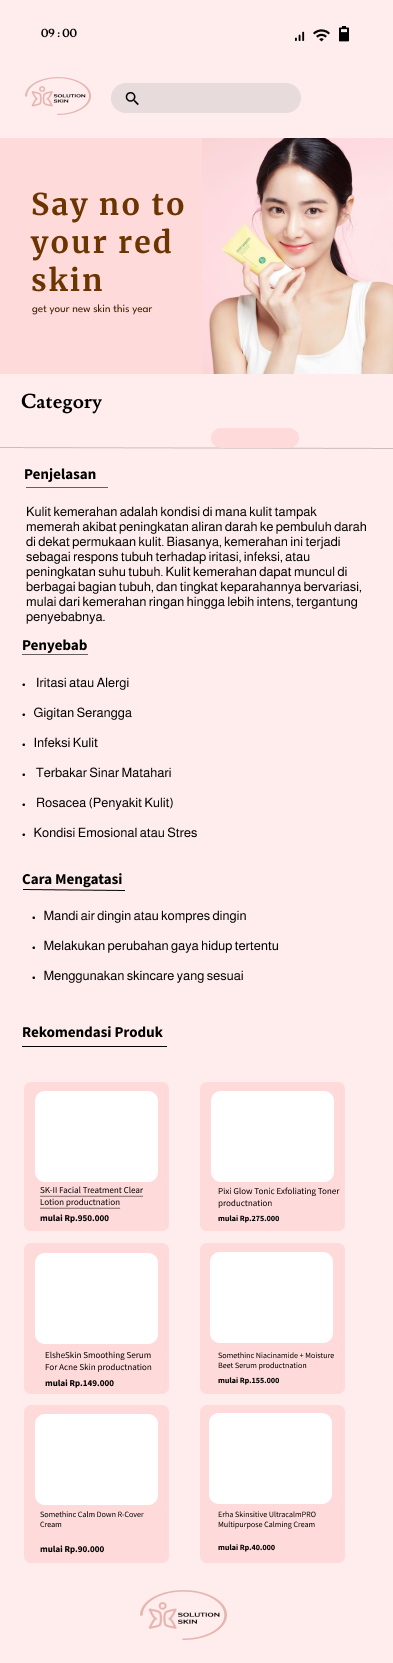 09 : 00
SOLUTION
SKIN
Say no to
your red
skin
get your new skin this year
Category
Penjelasan
Kulit kemerahan adalah kondisi di mana kulit tampak
memerah akibat peningkatan aliran darah ke pembuluh darah
di dekat permukaan kulit. Biasanya, kemerahan ini terjadi
sebagai respons tubuh terhadap iritasi, infeksi, atau
peningkatan suhu tubuh. Kulit kemerahan dapat muncul di
berbagai bagian tubuh, dan tingkat keparahannya bervariasi,
mulai dari kemerahan ringan hingga lebih intens, tergantung
penyebabnya.
Penyebab
• Iritasi atau Alergi
• Gigitan Serangga
• Infeksi Kulit
• Terbakar Sinar Matahari
• Rosacea (Penyakit Kulit)
• Kondisi Emosional atau Stres
Cara Mengatasi
• Mandi air dingin atau kompres dingin
• Melakukan perubahan gaya hidup tertentu
• Menggunakan skincare yang sesuai
Rekomendasi Produk
SK-II Facial Treatment Clear
Lotion productnation
mulai Rp.950.000
Pixi Glow Tonic Exfoliating Toner
productnation
mulai Rp.275.000
ElsheSkin Smoothing Serum
For Acne Skin productnation
mulai Rp.149.000
Somethinc Niacinamide + Moisture
Beet Serum productnation
mulai Rp.155.000
Somethinc Calm Down R-Cover
Cream
mulai Rp.90.000
Erha Skinsitive UltracalmPRO
Multipurpose Calming Cream
mulai Rp.40.000
SOLUTION
SKIN